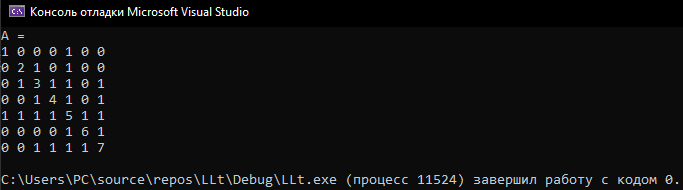 Консоль отладки Microsoft Visual Studio
A =
1 0 0 0 1 0 0
0 2 1 0 1 0 0
0 1 3 1 1 0 1
0 0 1 4 1 0 1
1 1 1 1 5 1 1
0 0 0 0 1 6 1
0 0 1 1 1 1 7
C:\Users\PC\source\repos\LLt\Debug\LLt.exe (процесс 11524) завершил работу с кодом 0.